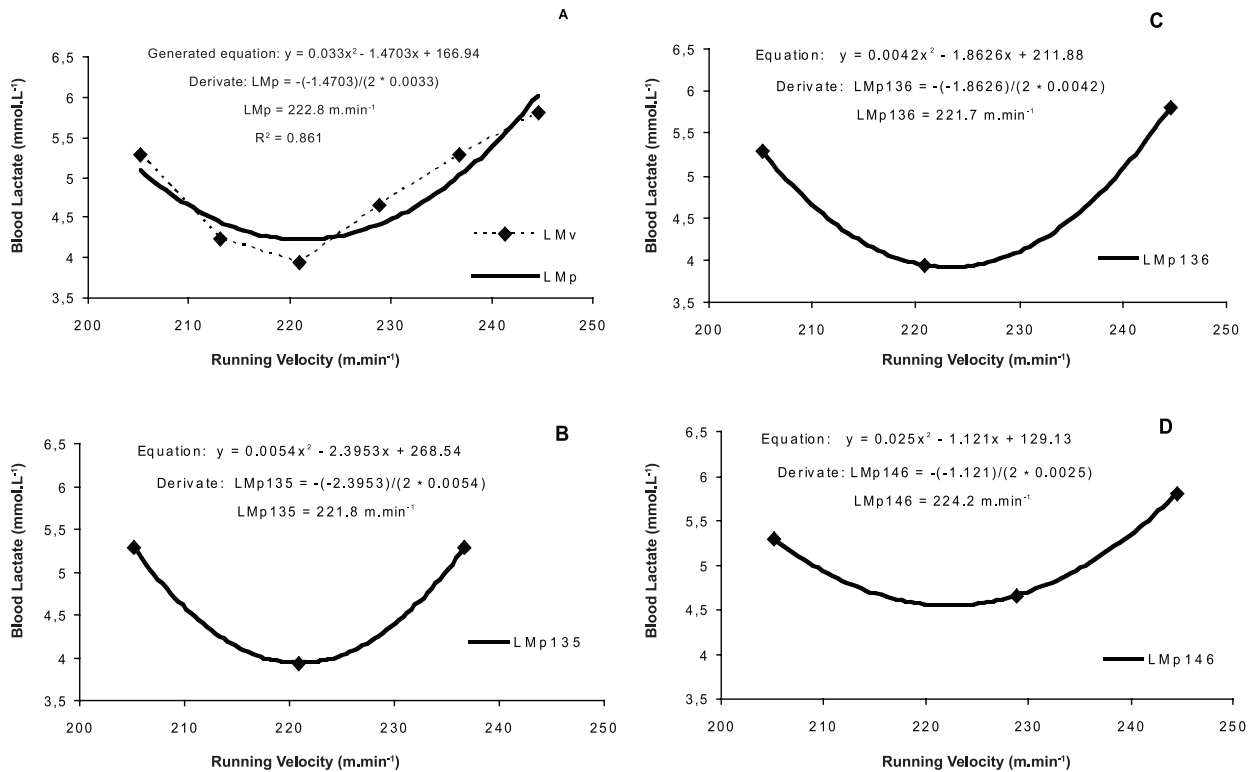 A
Generated equation: y = 0.033x² - 1.4703x + 166.94
Derivate: LMp = -(-1.4703)/(2 * 0.0033)
LMp = 222.8 m.min⁻¹
R² = 0.861
Blood Lactate (mmol.L⁻¹)
6,5
6
5,5
5
4,5
4
3,5
LMv
LMp
200 210 220 230 240 250
Running Velocity (m.min⁻¹)
C
Equation: y = 0.0042x² - 1.8626x + 211.88
Derivate: LMp136 = -(-1.8626)/(2 * 0.0042)
LMp136 = 221.7 m.min⁻¹
Blood Lactate (mmol.L⁻¹)
6,5
6
5,5
5
4,5
4
3,5
LMp136
200 210 220 230 240 250
Running Velocity (m.min⁻¹)
B
Equation: y = 0.0054x² - 2.3953x + 268.54
Derivate: LMp135 = -(-2.3953)/(2 * 0.0054)
LMp135 = 221.8 m.min⁻¹
Blood Lactate (mmol.L⁻¹)
6,5
6
5,5
5
4,5
4
3,5
LMp135
200 210 220 230 240 250
Running Velocity (m.min⁻¹)
D
Equation: y = 0.025x² - 1.121x + 129.13
Derivate: LMp146 = -(-1.121)/(2 * 0.0025)
LMp146 = 224.2 m.min⁻¹
Blood Lactate (mmol.L⁻¹)
6,5
6
5,5
5
4,5
4
3,5
LMp146
200 210 220 230 240 250
Running Velocity (m.min⁻¹)